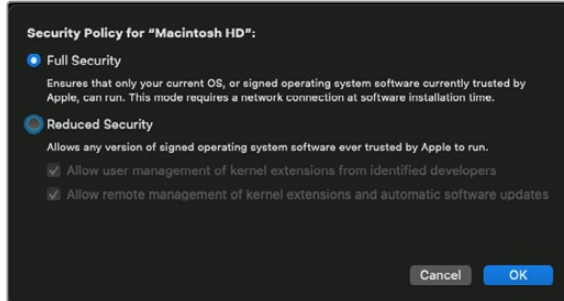 Security Policy for “Macintosh HD”:
Full Security
Ensures that only your current OS, or signed operating system software currently trusted by
Apple, can run. This mode requires a network connection at software installation time.
Reduced Security
Allows any version of signed operating system software ever trusted by Apple to run.
Allow user management of kernel extensions from identified developers
Allow remote management of kernel extensions and automatic software updates
Cancel
OK